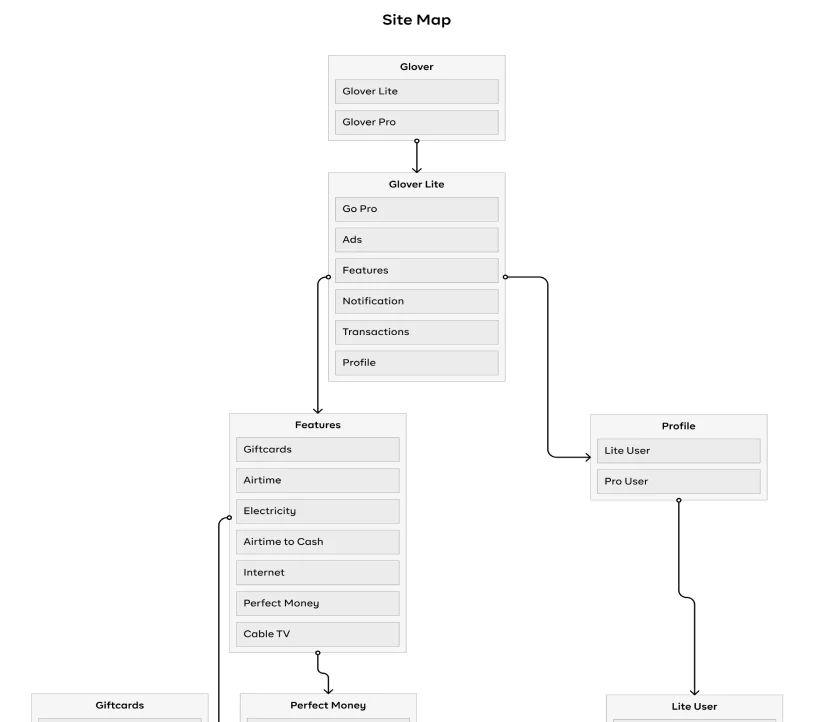 Site Map
Glover
Glover Lite
Glover Pro
Glover Lite
Go Pro
Ads
Features
Notification
Transactions
Profile
Features
Giftcards
Airtime
Electricity
Airtime to Cash
Internet
Perfect Money
Cable TV
Profile
Lite User
Pro User
Giftcards
Perfect Money
Lite User